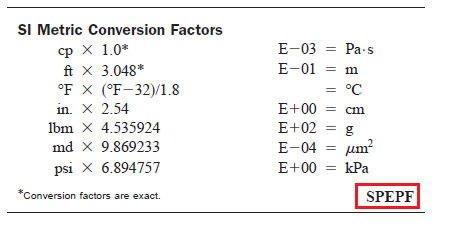 SI Metric Conversion Factors
cp × 1.0* E−03 = Pa·s
ft × 3.048* E−01 = m
°F × (°F−32)/1.8 = °C
in. × 2.54 E+00 = cm
lbm × 4.535924 E+02 = g
md × 9.869233 E−04 = μm²
psi × 6.894757 E+00 = kPa
*Conversion factors are exact.
SPEPF